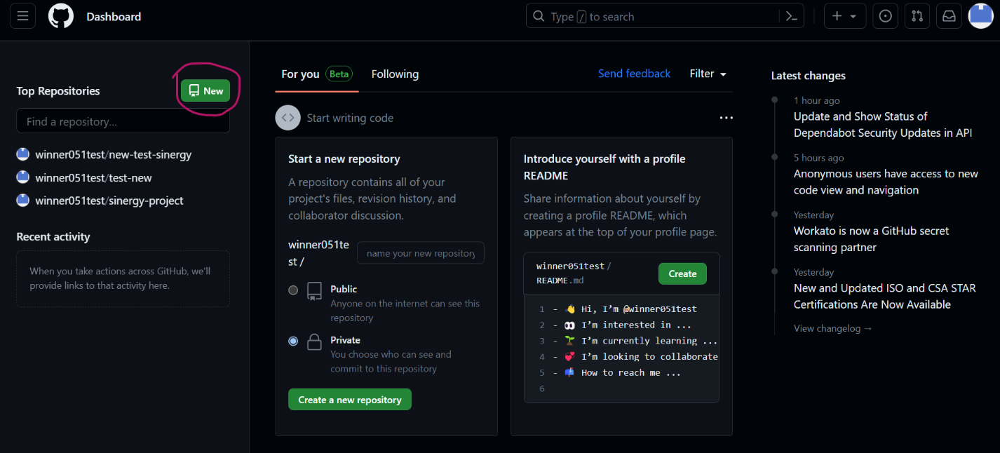 Dashboard
Type / to search
Top Repositories
New
Find a repository...
winner051test/new-test-sinergy
winner051test/test-new
winner051test/sinergy-project
Recent activity
When you take actions across GitHub, we'll
provide links to that activity here.
For you Beta
Following
Send feedback
Filter
Start writing code
Start a new repository
A repository contains all of your
project's files, revision history, and
collaborator discussion.
winner051te
st /
name your new repository
Public
Anyone on the internet can see this
repository
Private
You choose who can see and
commit to this repository
Create a new repository
Introduce yourself with a profile
README
Share information about yourself by
creating a profile README, which
appears at the top of your profile page.
winner051test /
README.md
Create
1 - 👋 Hi, I'm @winner051test
2 - 👀 I'm interested in ...
3 - 🌱 I'm currently learning ...
4 - 💞️ I'm looking to collaborate
5 - 📫 How to reach me ...
6
Latest changes
1 hour ago
Update and Show Status of
Dependabot Security Updates in API
5 hours ago
Anonymous users have access to new
code view and navigation
Yesterday
Workato is now a GitHub secret
scanning partner
Yesterday
New and Updated ISO and CSA STAR
Certifications Are Now Available
View changelog →